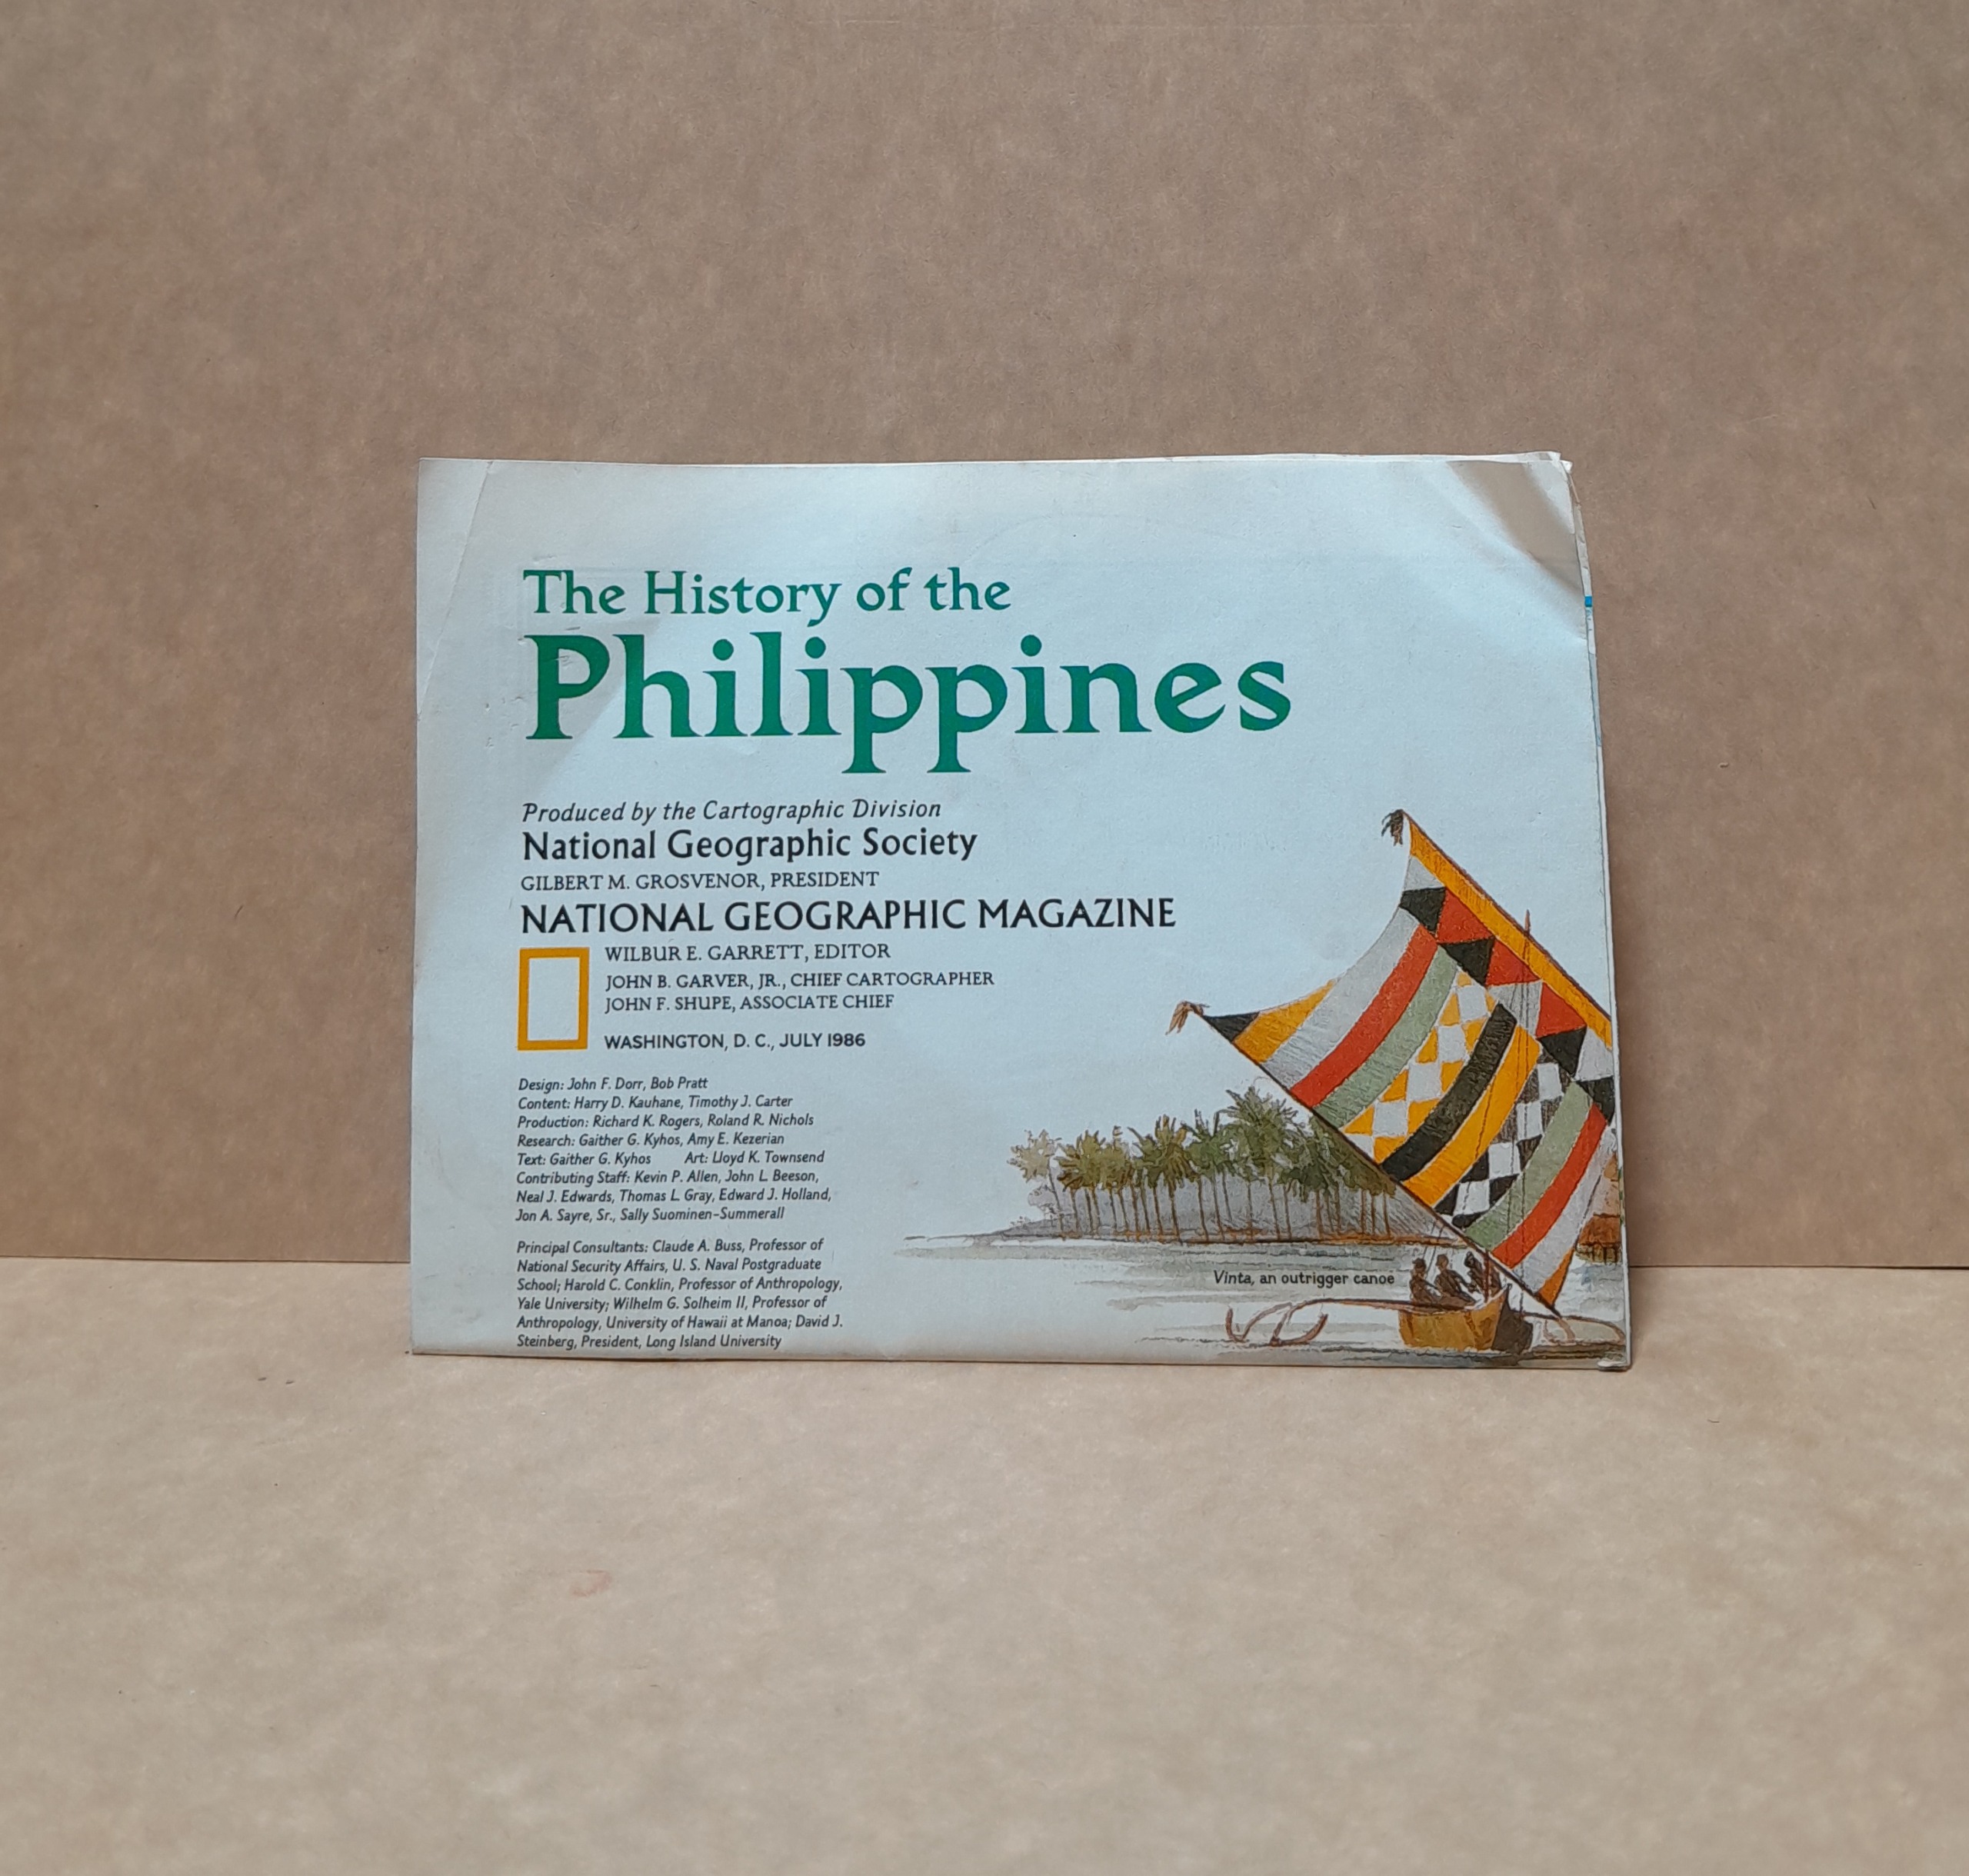 The History of the
Philippines
Produced by the Cartographic Division
National Geographic Society
GILBERT M. GROSVENOR, PRESIDENT
NATIONAL GEOGRAPHIC MAGAZINE
WILBUR E. GARRETT, EDITOR
JOHN B. GARVER, JR., CHIEF CARTOGRAPHER
JOHN F. SHUPE, ASSOCIATE CHIEF
WASHINGTON, D. C., JULY 1986
Design: John F. Dorr, Bob Pratt
Content: Harry D. Kauhane, Timothy J. Carter
Production: Richard K. Rogers, Roland R. Nichols
Research: Gaither G. Kyhos, Amy E. Kezerian
Text: Gaither G. Kyhos Art: Lloyd K. Townsend
Contributing Staff: Kevin P. Allen, John L. Beeson,
Neal J. Edwards, Thomas L. Gray, Edward J. Holland,
Jon A. Sayre, Sr., Sally Suominen-Summerall
Principal Consultants: Claude A. Buss, Professor of
National Security Affairs, U. S. Naval Postgraduate
School; Harold C. Conklin, Professor of Anthropology,
Yale University; Wilhelm G. Solheim II, Professor of
Anthropology, University of Hawaii at Manoa; David J.
Steinberg, President, Long Island University
Vinta, an outrigger canoe